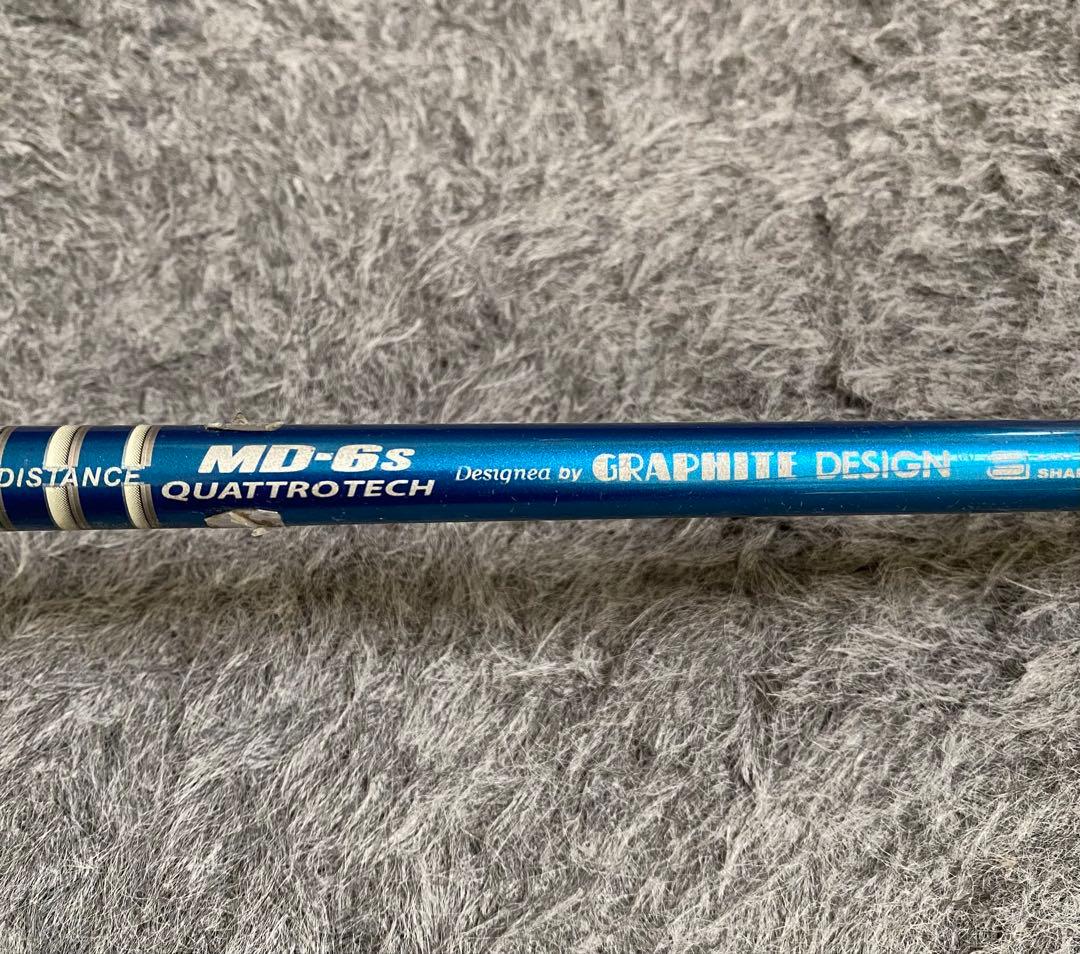 DISTANCE
MD-6s
QUATTROTECH
Designed by GRAPHITE DESIGN